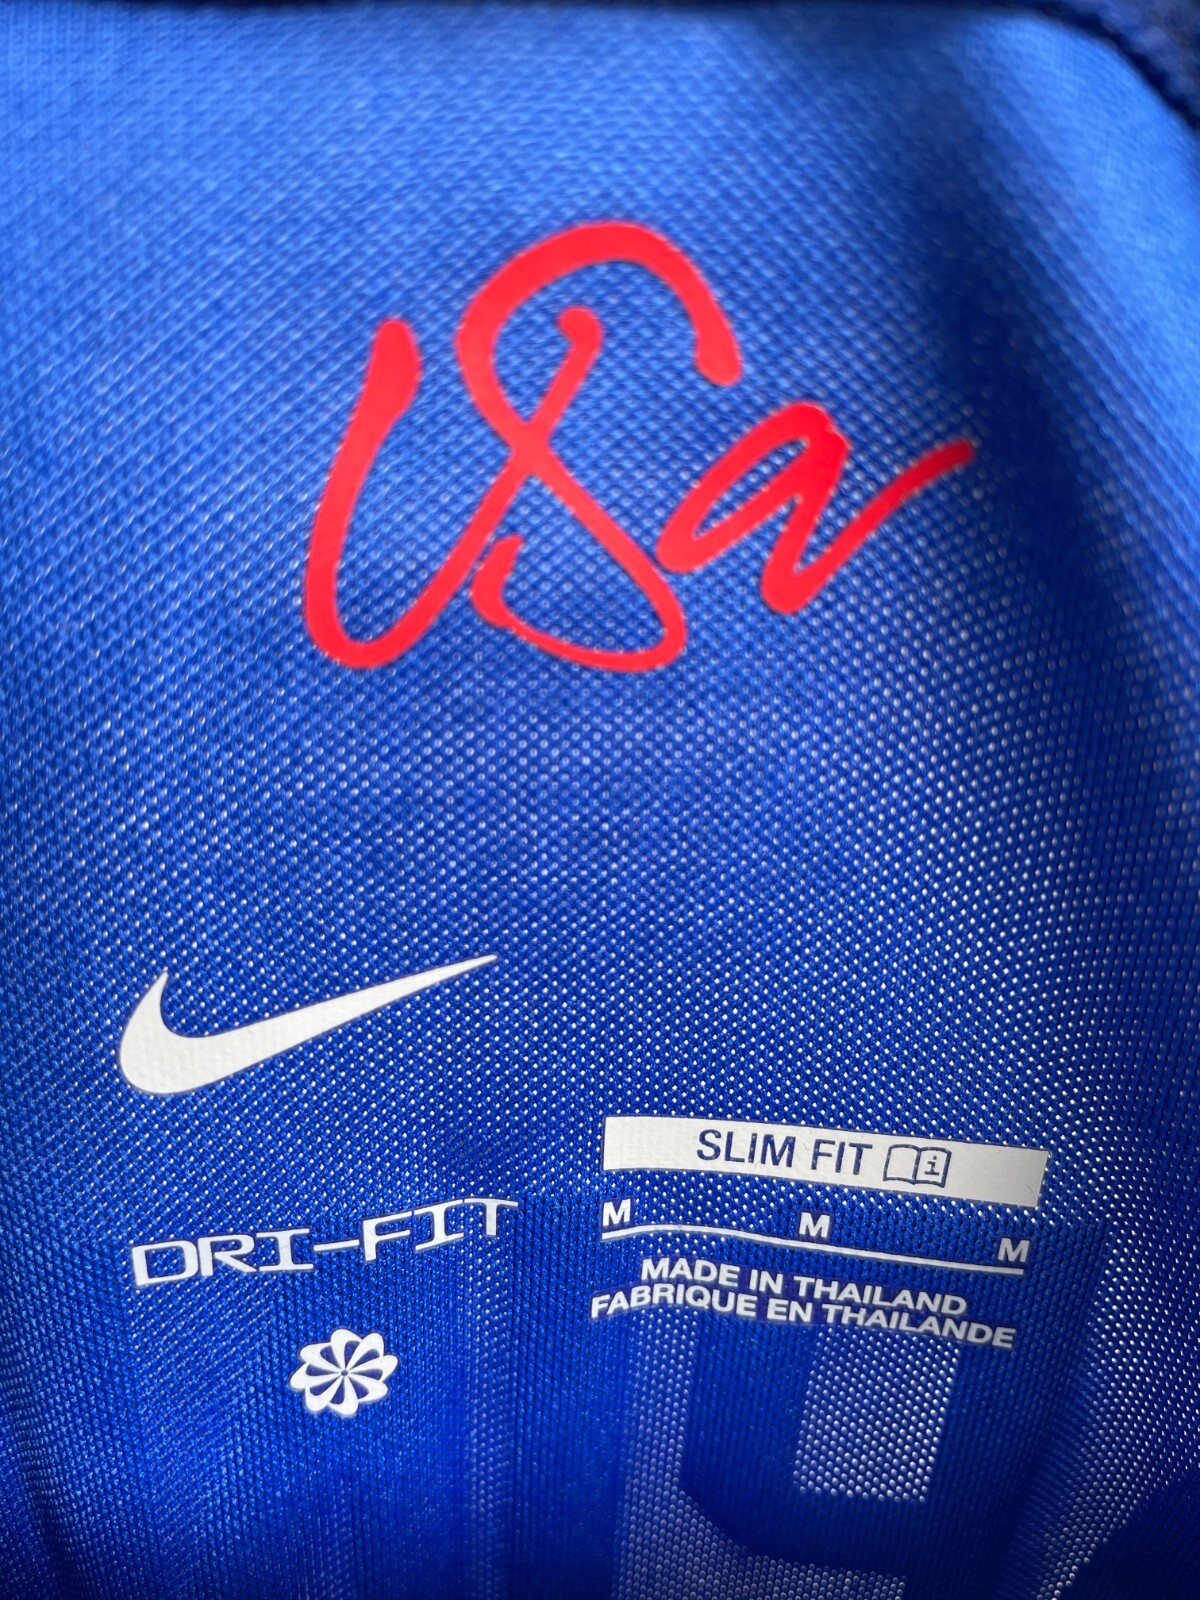 USa
SLIM FIT
M M M
DRI-FIT
MADE IN THAILAND
FABRIQUE EN THAILANDE